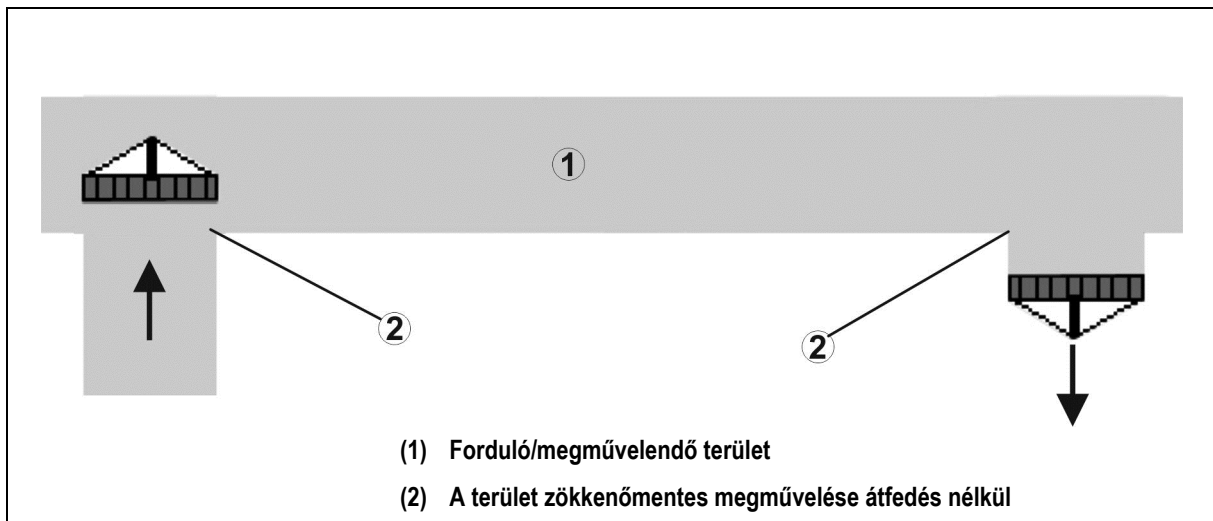 1
2
2
(1) Forduló/megművelendő terület
(2) A terület zökkenőmentes megművelése átfedés nélkül